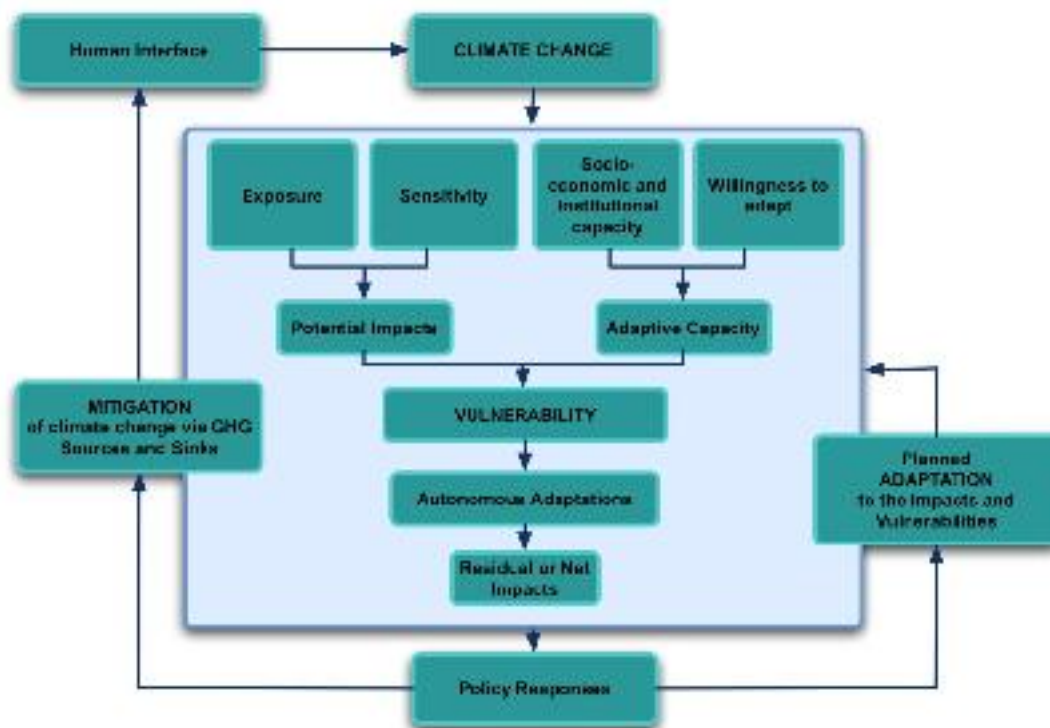 Human Interface
CLIMATE CHANGE
Exposure
Sensitivity
Socio-
economic and
Institutional
capacity
Willingness to
adapt
Potential Impacts
Adaptive Capacity
MITIGATION
of climate change via GHG
Sources and Sinks
VULNERABILITY
Planned
ADAPTATION
to the Impacts and
Vulnerabilities
Autonomous Adaptations
Residual or Net
Impacts
Policy Responses